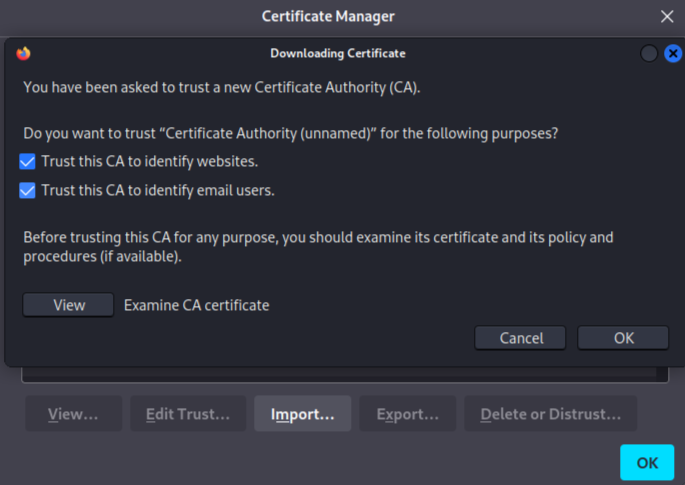 Certificate Manager
Downloading Certificate
You have been asked to trust a new Certificate Authority (CA).
Do you want to trust “Certificate Authority (unnamed)” for the following purposes?
Trust this CA to identify websites.
Trust this CA to identify email users.
Before trusting this CA for any purpose, you should examine its certificate and its policy and
procedures (if available).
View Examine CA certificate
Cancel OK
View... Edit Trust... Import... Export... Delete or Distrust...
OK